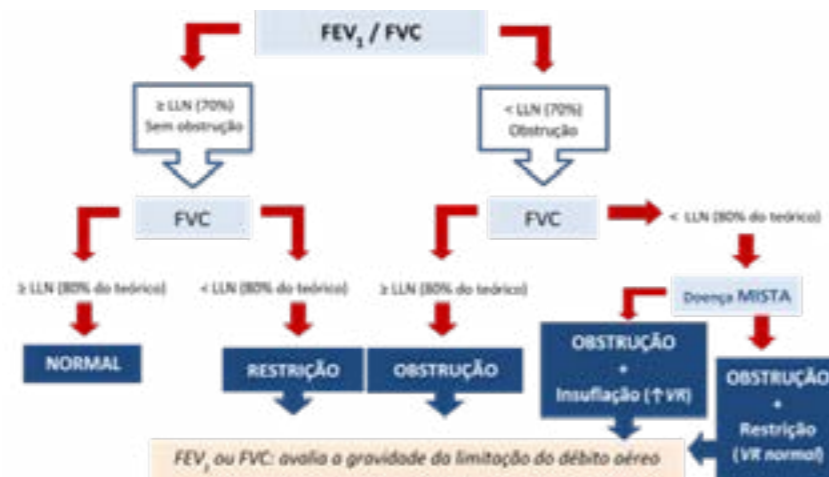 FEV₁ / FVC
≥ LLN (70%)
Sem obstrução
< LLN (70%)
Obstrução
FVC
FVC
< LLN (80% do teórico)
≥ LLN (80% do teórico)
< LLN (80% do teórico)
≥ LLN (80% do teórico)
Doença MISTA
NORMAL
RESTRIÇÃO
OBSTRUÇÃO
OBSTRUÇÃO
+
Insuflação (↑VR)
OBSTRUÇÃO
+
Restrição
(VR normal)
FEV₁ ou FVC: avalia a gravidade da limitação do débito aéreo